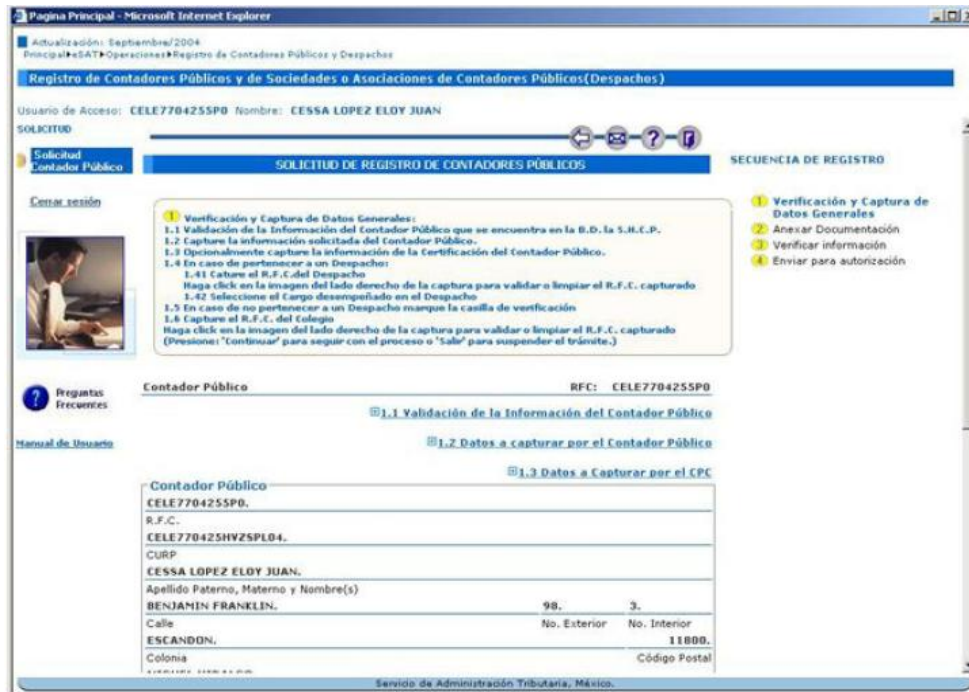 Pagina Principal - Microsoft Internet Explorer
Actualización: Septiembre/2004
Principal▶eSAT▶Operaciones▶Registro de Contadores Públicos y Despachos
Registro de Contadores Públicos y de Sociedades o Asociaciones de Contadores Públicos(Despachos)
Usuario de Acceso: CELE7704255P0 Nombre: CESSA LOPEZ ELOY JUAN
SOLICITUD
Solicitud
Contador Público
Cerrar sesión
Preguntas
Frecuentes
Manual de Usuario
SOLICITUD DE REGISTRO DE CONTADORES PÚBLICOS
1 Verificación y Captura de Datos Generales:
1.1 Validación de la Información del Contador Público que se encuentra en la B.D. la S.H.C.P.
1.2 Capture la información solicitada del Contador Público.
1.3 Opcionalmente capture la información de la Certificación del Contador Público.
1.4 En caso de pertenecer a un Despacho:
1.41 Cature el R.F.C.del Despacho
Haga click en la imagen del lado derecho de la captura para validar o limpiar el R.F.C. capturado
1.42 Seleccione el Cargo desempeñado en el Despacho
1.5 En caso de no pertenecer a un Despacho marque la casilla de verificación
1.6 Capture el R.F.C. del Colegio
Haga click en la imagen del lado derecho de la captura para validar o limpiar el R.F.C. capturado
(Presione: 'Continuar' para seguir con el proceso o 'Salir' para suspender el trámite.)
Contador Público RFC: CELE7704255P0
1.1 Validación de la Información del Contador Público
1.2 Datos a capturar por el Contador Público
1.3 Datos a Capturar por el CPC
Contador Público
CELE7704255P0.
R.F.C.
CELE770425HVZSPL04.
CURP
CESSA LOPEZ ELOY JUAN.
Apellido Paterno, Materno y Nombre(s)
BENJAMIN FRANKLIN. 98. 3.
Calle No. Exterior No. Interior
ESCANDON. 11800.
Colonia Código Postal
SECUENCIA DE REGISTRO
1 Verificación y Captura de
Datos Generales
2 Anexar Documentación
3 Verificar información
4 Enviar para autorización
Servicio de Administración Tributaria, México.